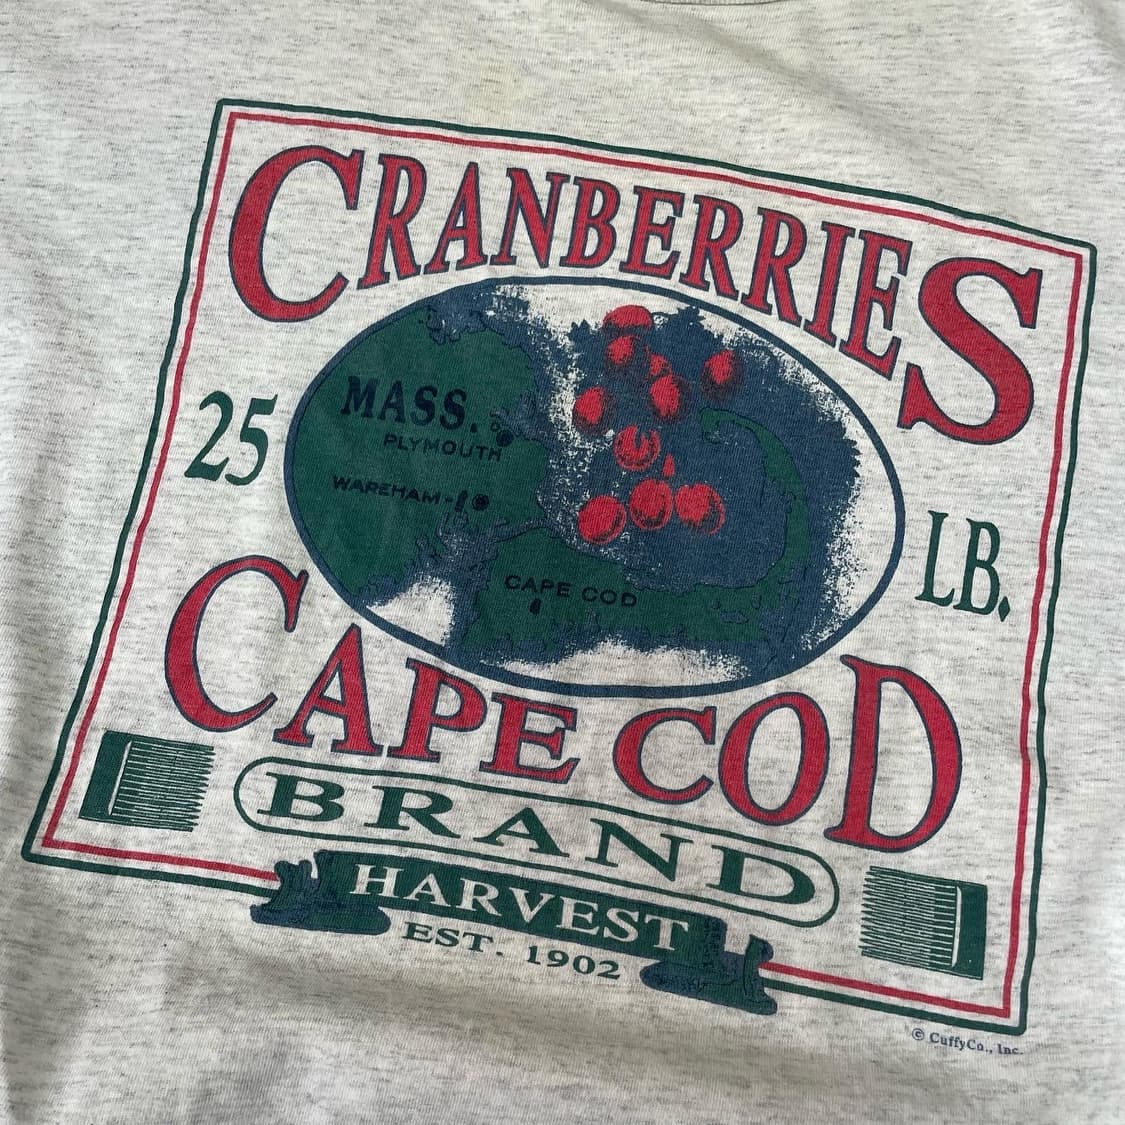 CRANBERRIES
MASS.
PLYMOUTH
WAREHAM-
25
LB.
CAPE COD
CAPE COD
BRAND
HARVEST
EST. 1902
© CuffyCo., Inc.